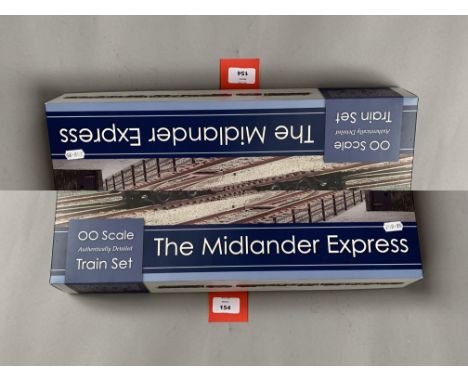 154
The Midlander Express
OO Scale
Authentically Detailed
Train Set
OO Scale
Authentically Detailed
Train Set
The Midlander Express
154